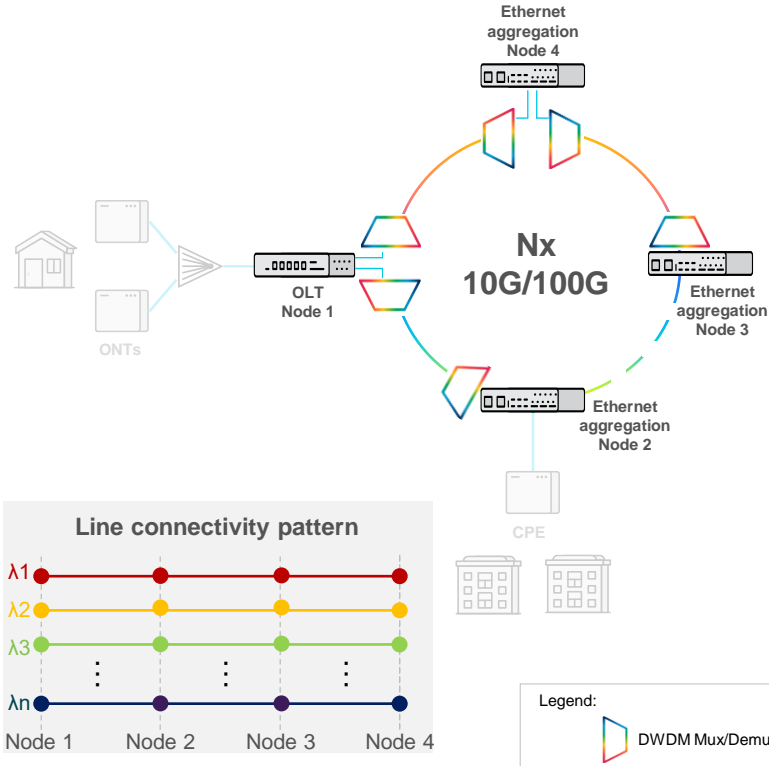 Ethernet
aggregation
Node 4
Nx
10G/100G
OLT
Node 1
ONTs
Ethernet
aggregation
Node 3
Ethernet
aggregation
Node 2
CPE
Line connectivity pattern
λ1
λ2
λ3
λn
Node 1 Node 2 Node 3 Node 4
Legend:
DWDM Mux/Demu